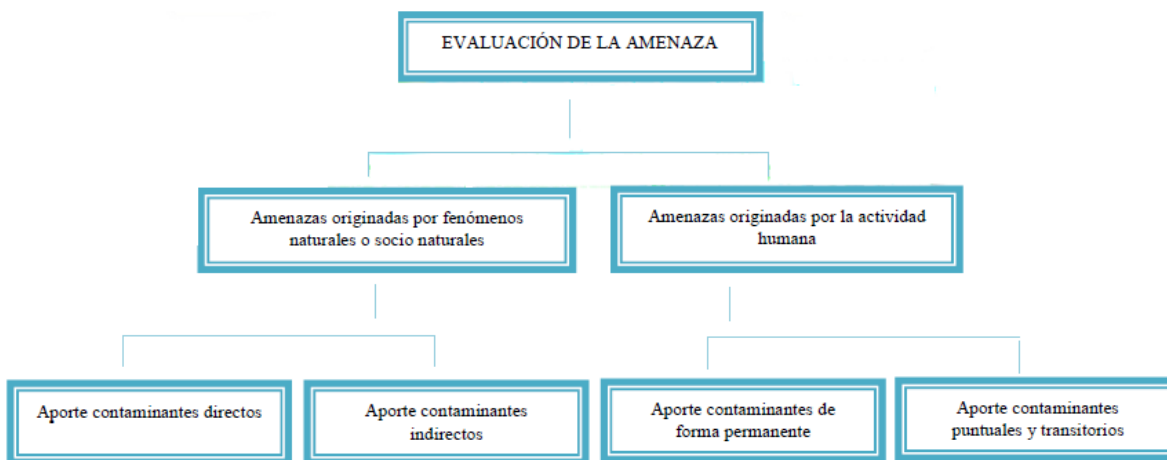 EVALUACIÓN DE LA AMENAZA
Amenazas originadas por fenómenos
naturales o socio naturales
Amenazas originadas por la actividad
humana
Aporte contaminantes directos
Aporte contaminantes
indirectos
Aporte contaminantes de
forma permanente
Aporte contaminantes
puntuales y transitorios